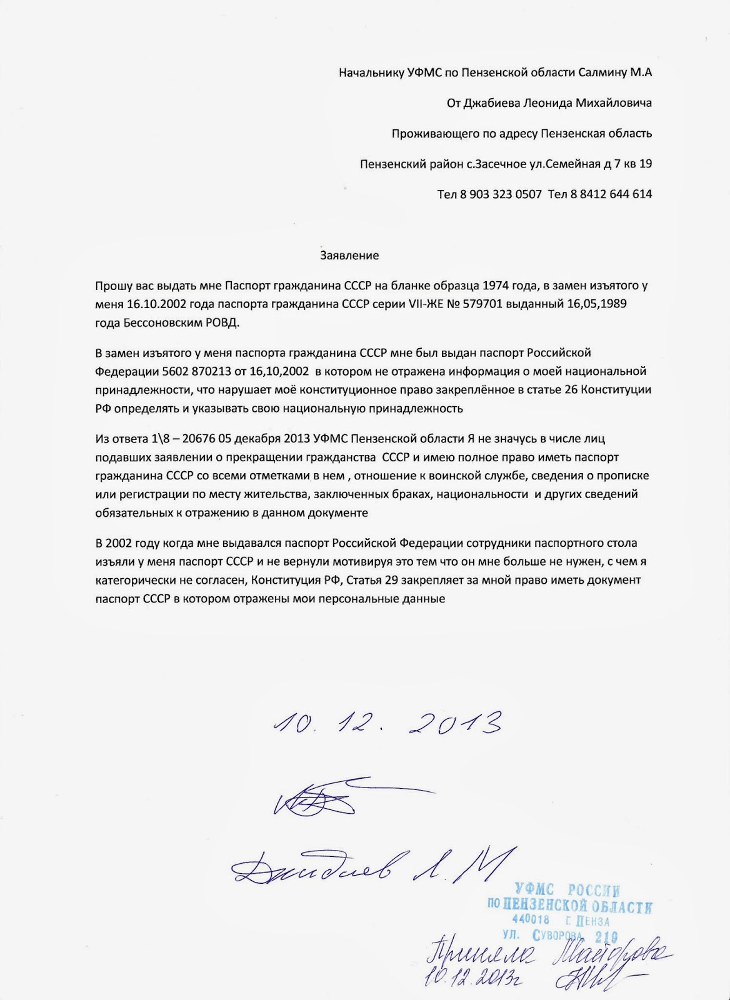 Начальнику УФМС по Пензенской области Салмину М.А
От Джабиева Леонида Михайловича
Проживающего по адресу Пензенская область
Пензенский район с.Засечное ул.Семейная д 7 кв 19
Тел 8 903 323 0507 Тел 8 8412 644 614
Заявление
Прошу вас выдать мне Паспорт гражданина СССР на бланке образца 1974 года, в замен изъятого у
меня 16.10.2002 года паспорта гражданина СССР серии VII-ЖЕ № 579701 выданный 16,05,1989
года Бессоновским РОВД.
В замен изъятого у меня паспорта гражданина СССР мне был выдан паспорт Российской
Федерации 5602 870213 от 16,10,2002 в котором не отражена информация о моей национальной
принадлежности, что нарушает моё конституционное право закреплённое в статье 26 Конституции
РФ определять и указывать свою национальную принадлежность
Из ответа 1\8 – 20676 05 декабря 2013 УФМС Пензенской области Я не значусь в числе лиц
подавших заявлении о прекращении гражданства СССР и имею полное право иметь паспорт
гражданина СССР со всеми отметками в нем , отношение к воинской службе, сведения о прописке
или регистрации по месту жительства, заключенных браках, национальности и других сведений
обязательных к отражению в данном документе
В 2002 году когда мне выдавался паспорт Российской Федерации сотрудники паспортного стола
изъяли у меня паспорт СССР и не вернули мотивируя это тем что он мне больше не нужен, с чем я
категорически не согласен, Конституция РФ, Статья 29 закрепляет за мной право иметь документ
паспорт СССР в котором отражены мои персональные данные
10. 12. 2013
Джабиев Л. М
УФМС РОССИИ
ПО ПЕНЗЕНСКОЙ ОБЛАСТИ
440018 Г. ПЕНЗА
УЛ. СУВОРОВА 219
Приняла Майорова
10.12.2013г